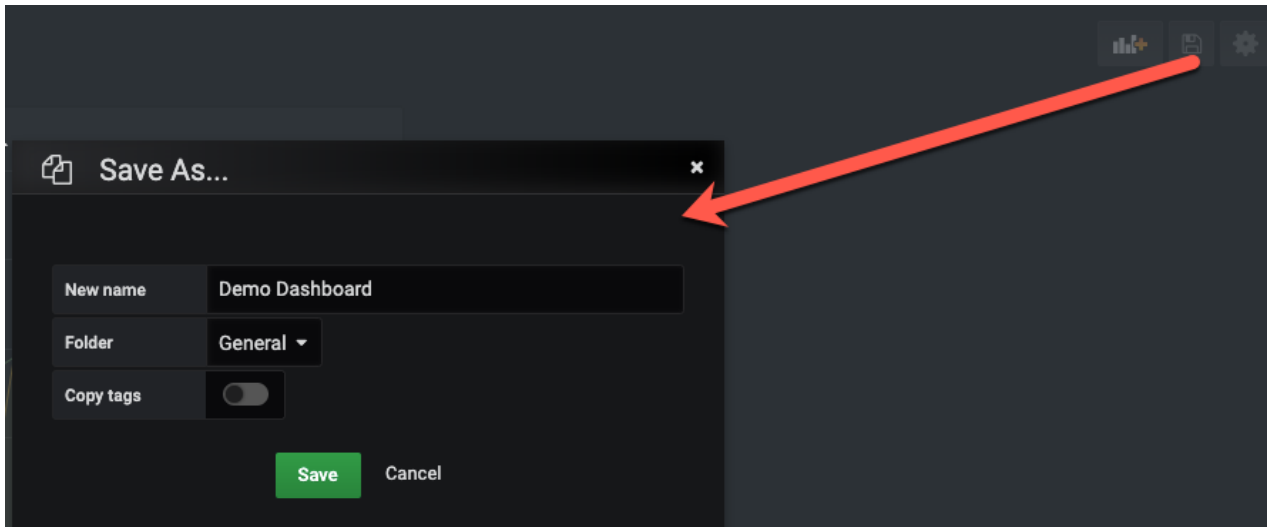 Save As...
New name Demo Dashboard
Folder General
Copy tags
Save Cancel